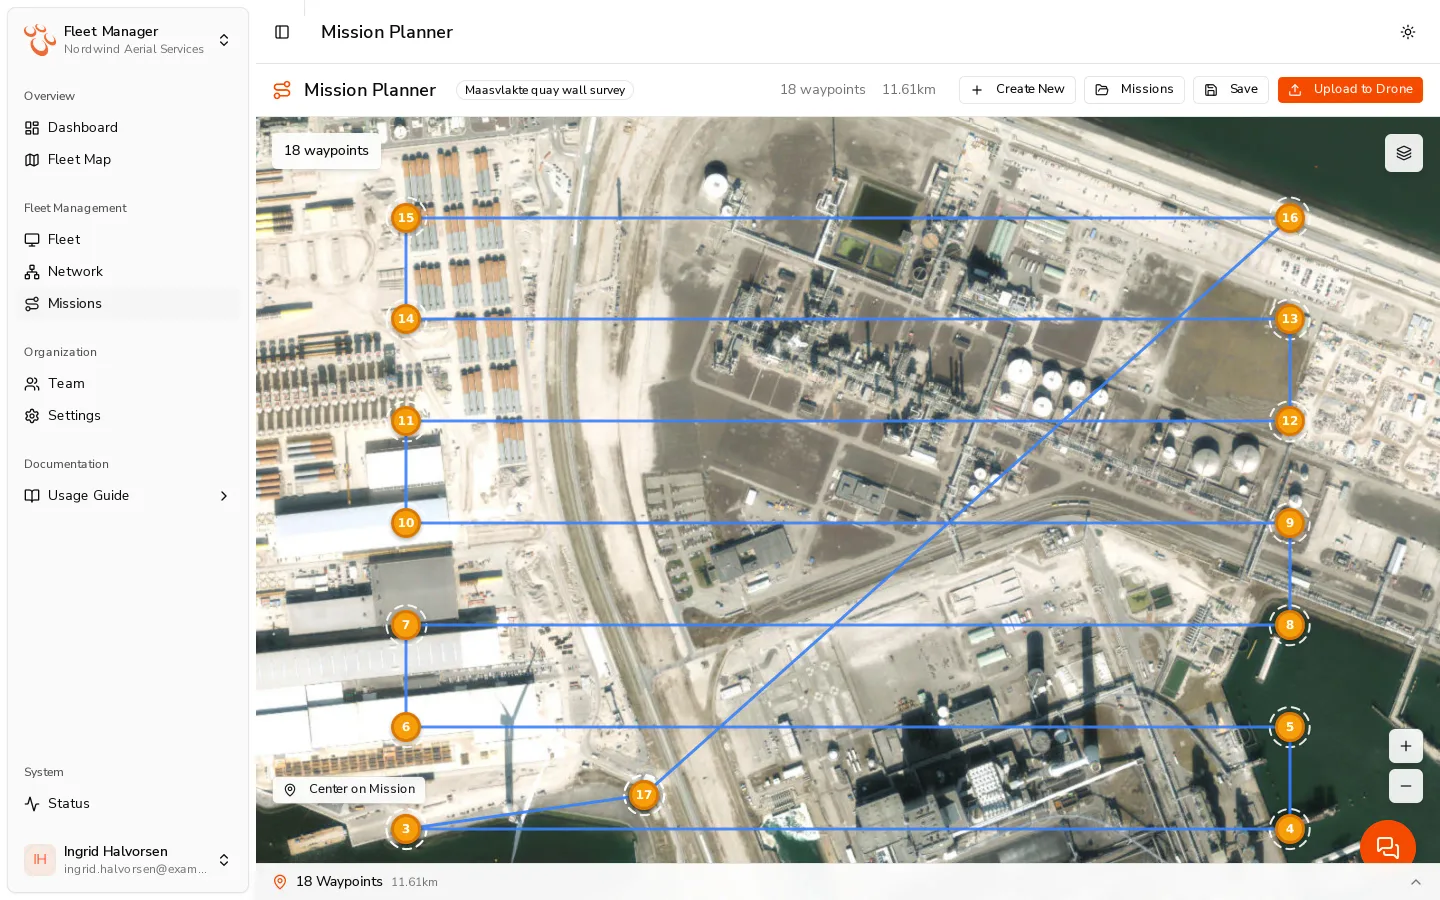 Fleet Manager
Nordwind Aerial Services
Overview
Dashboard
Fleet Map
Fleet Management
Fleet
Network
Missions
Organization
Team
Settings
Documentation
Usage Guide
System
Status
IH
Ingrid Halvorsen
ingrid.halvorsen@exam...
Mission Planner
Mission Planner
Maasvlakte quay wall survey
18 waypoints
11.61km
Create New
Missions
Save
Upload to Drone
18 waypoints
15
16
14
13
11
12
10
9
7
8
6
5
17
3
4
Center on Mission
18 Waypoints
11.61km